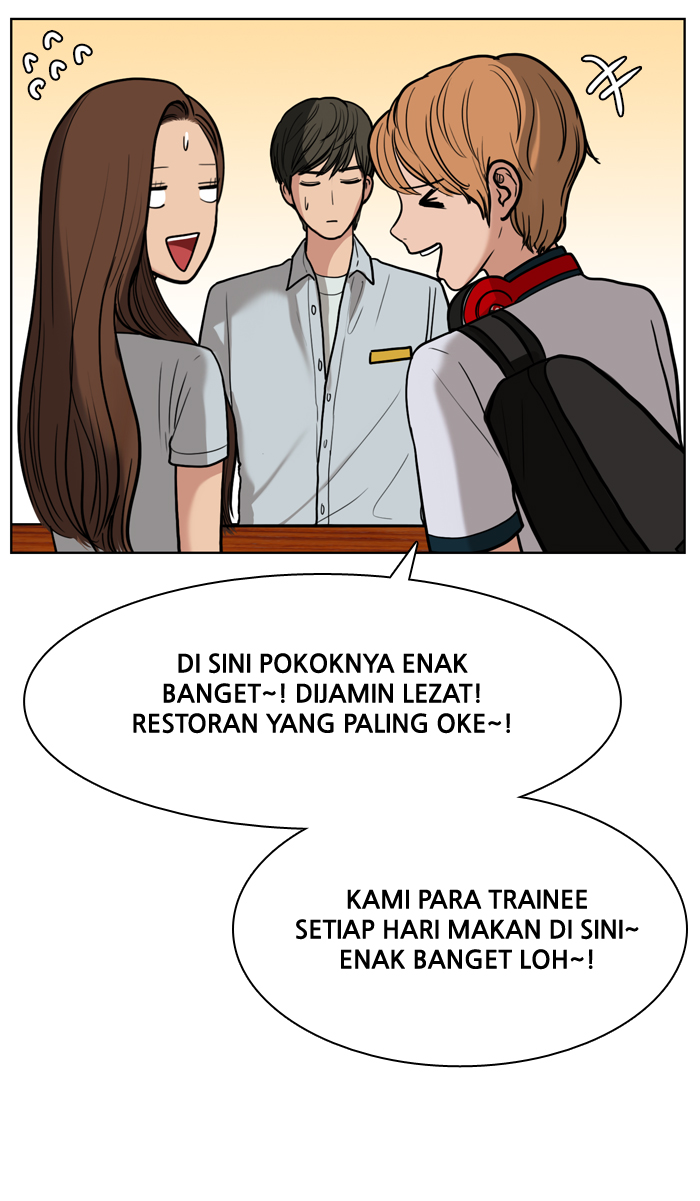 DI SINI POKOKNYA ENAK
BANGET~! DIJAMIN LEZAT!
RESTORAN YANG PALING OKE~!
KAMI PARA TRAINEE
SETIAP HARI MAKAN DI SINI~
ENAK BANGET LOH~!